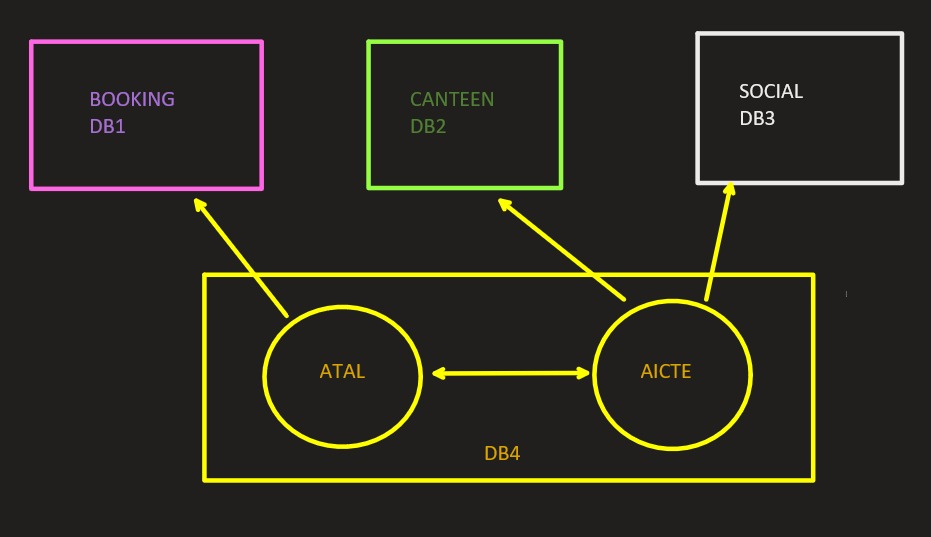 BOOKING
DB1
CANTEEN
DB2
SOCIAL
DB3
ATAL
AICTE
DB4